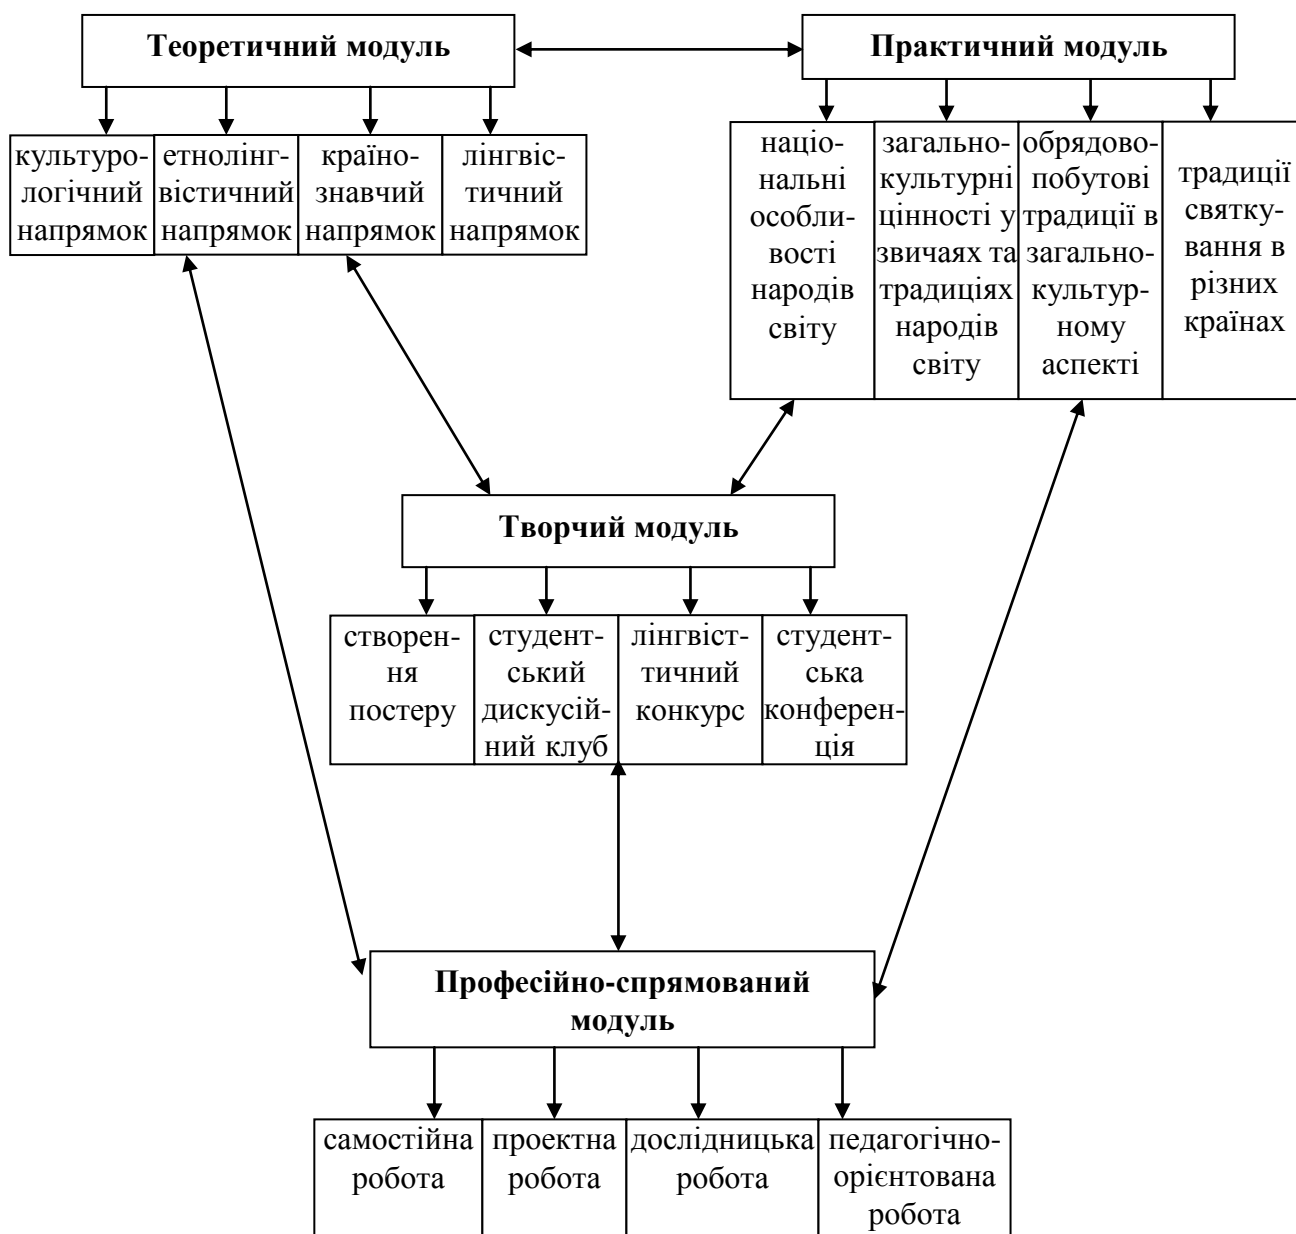 Теоретичний модуль
Практичний модуль
культуро-
логічний
напрямок
етнолінг-
вістичний
напрямок
країно-
знавчий
напрямок
лінгвіс-
тичний
напрямок
націо-
нальні
особли-
вості
народів
світу
загально-
культурні
цінності у
звичаях та
традиціях
народів
світу
обрядово-
побутові
традиції в
загально-
культур-
ному
аспекті
традиції
святку-
вання в
різних
країнах
Творчий модуль
створен-
ня
постеру
студент-
ський
дискусій-
ний клуб
лінгвіст-
тичний
конкурс
студент-
ська
конферен-
ція
Професійно-спрямований
модуль
самостійна
робота
проектна
робота
дослідницька
робота
педагогічно-
орієнтована
робота